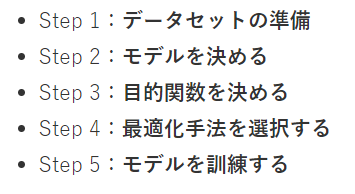 • Step 1：データセットの準備
• Step 2：モデルを決める
• Step 3：目的関数を決める
• Step 4：最適化手法を選択する
• Step 5：モデルを訓練する